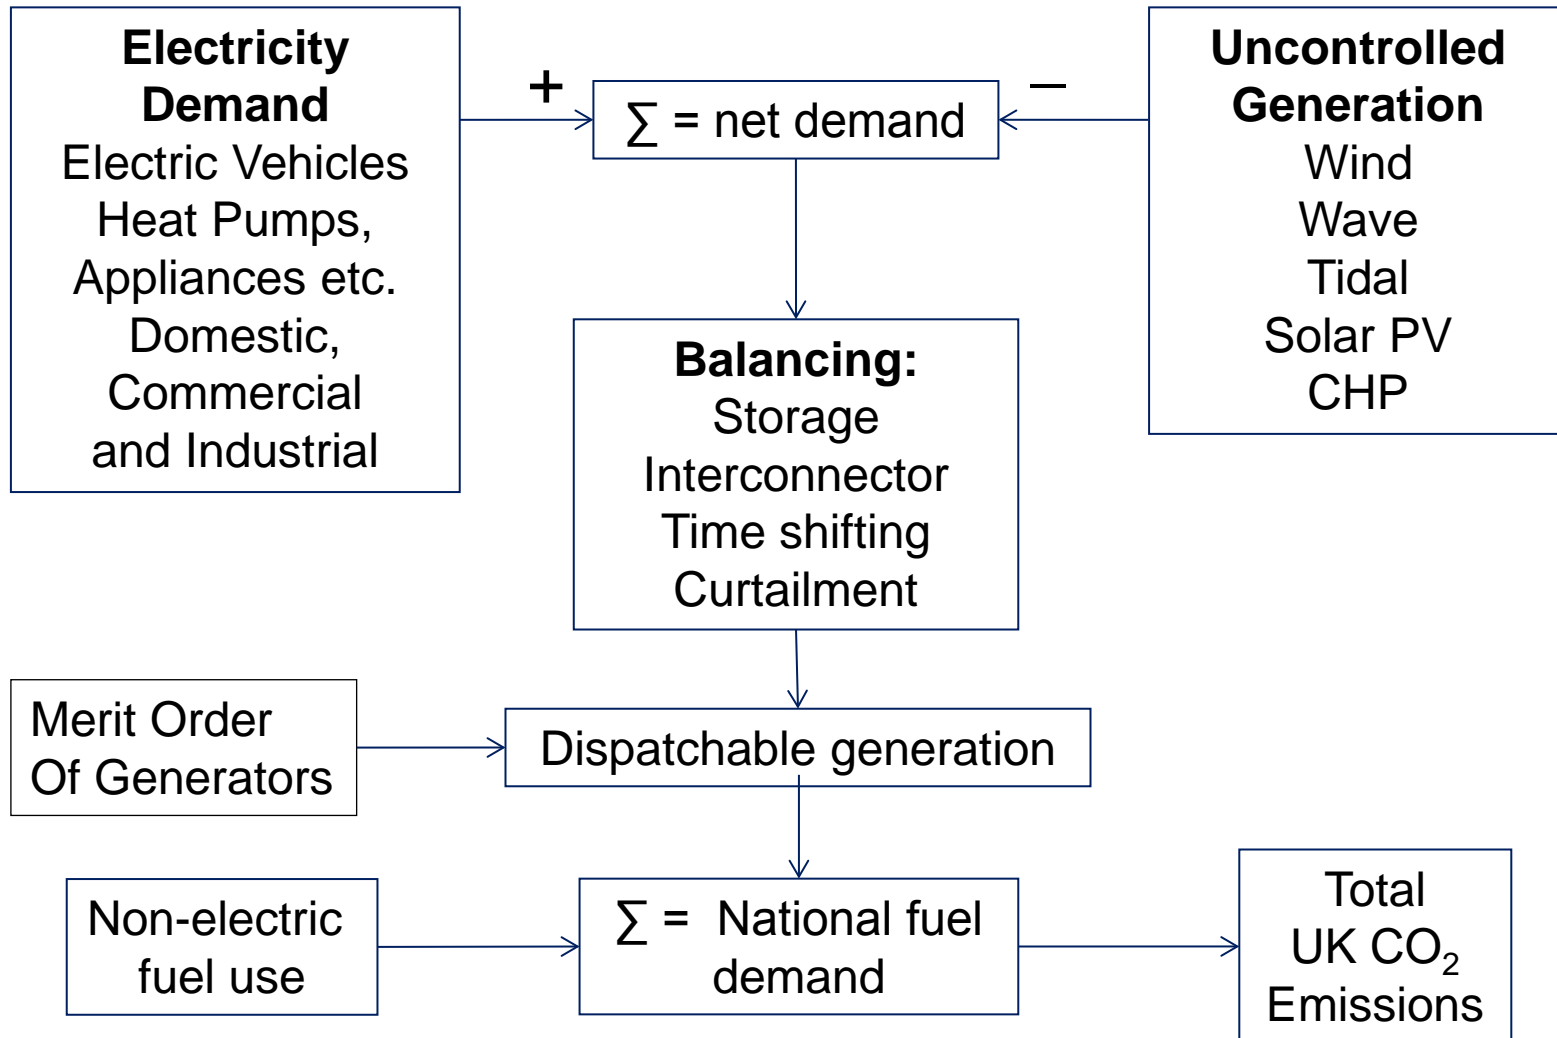 Electricity
Demand
Electric Vehicles
Heat Pumps,
Appliances etc.
Domestic,
Commercial
and Industrial
+
∑ = net demand
–
Uncontrolled
Generation
Wind
Wave
Tidal
Solar PV
CHP
Balancing:
Storage
Interconnector
Time shifting
Curtailment
Merit Order
Of Generators
Dispatchable generation
Non-electric
fuel use
∑ = National fuel
demand
Total
UK CO₂
Emissions